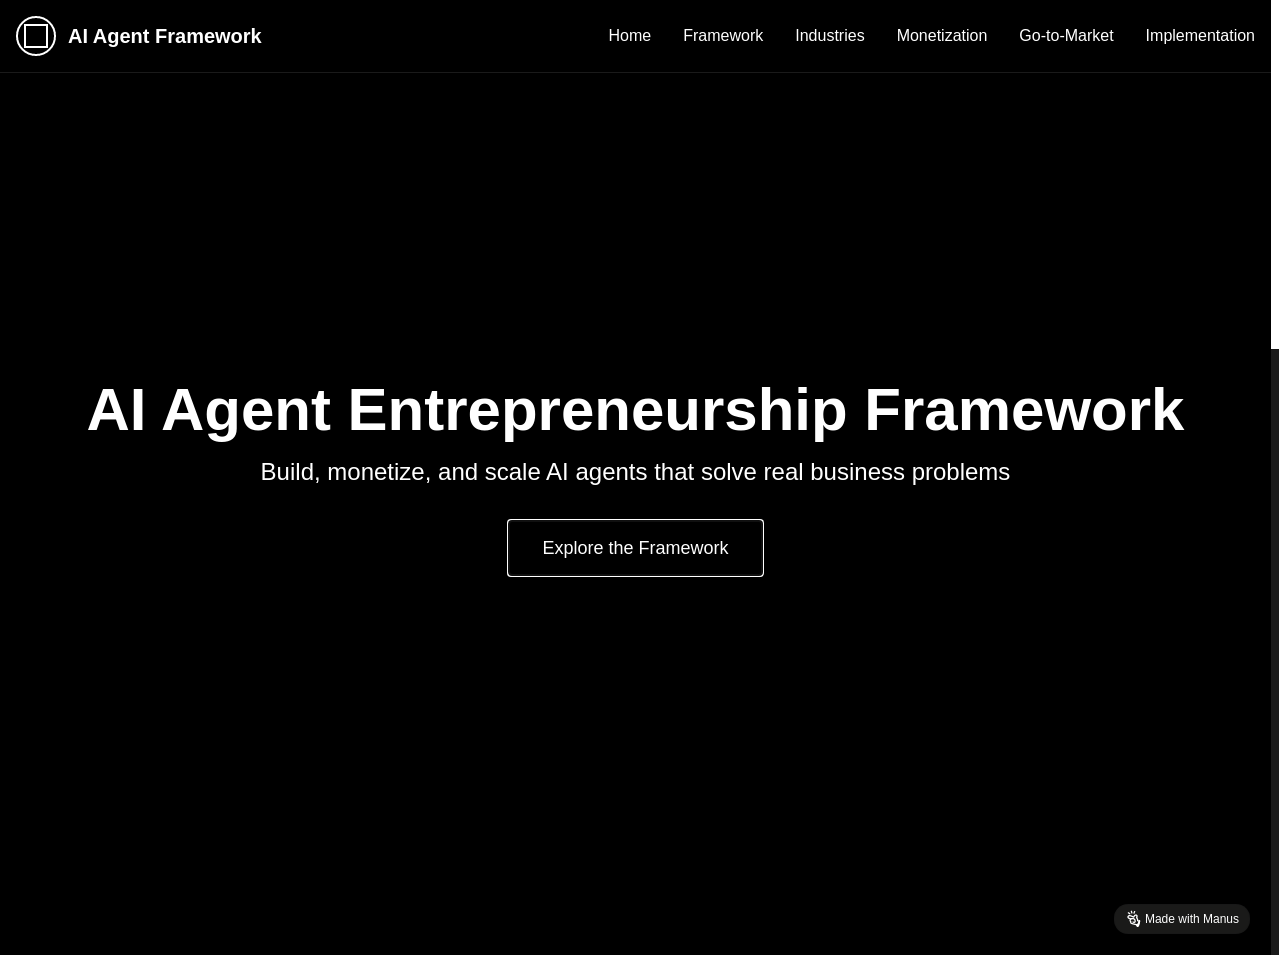 AI Agent Framework
Home Framework Industries Monetization Go-to-Market Implementation
AI Agent Entrepreneurship Framework
Build, monetize, and scale AI agents that solve real business problems
Explore the Framework
Made with Manus